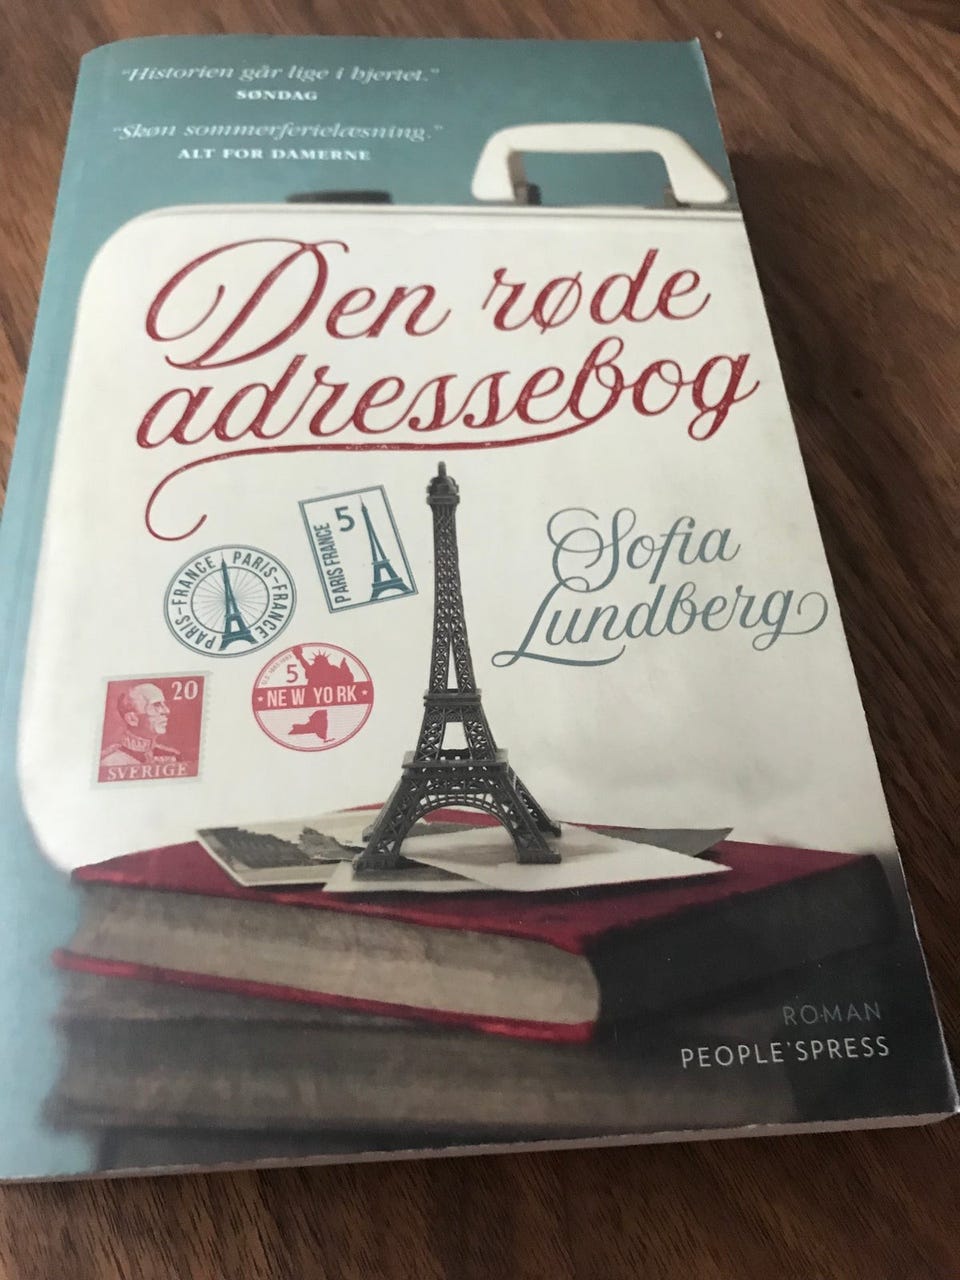 "Historien går lige i hjertet."
SØNDAG
"Skøn sommerferielæsning."
ALT FOR DAMERNE
Den røde
adressebog
Sofia
Lundberg
5
PARIS FRANCE
PARIS-FRANCE PARIS-FRANCE
5
NEW YORK
20
SVERIGE
ROMAN
PEOPLE'SPRESS